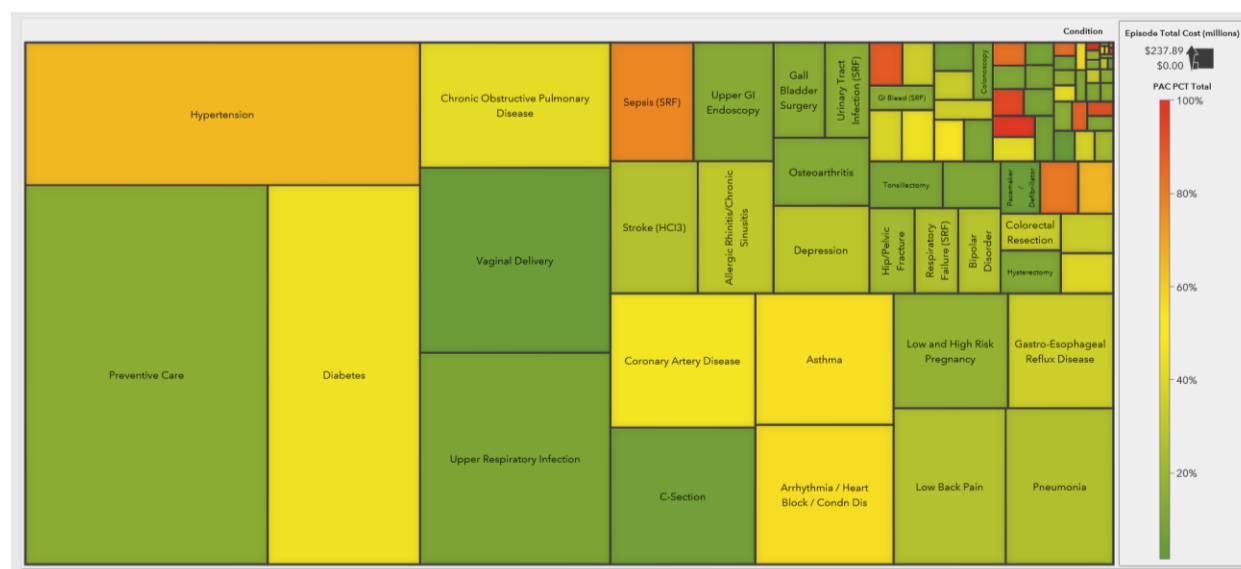 Condition
Hypertension
Preventive Care
Diabetes
Chronic Obstructive Pulmonary
Disease
Vaginal Delivery
Upper Respiratory Infection
Sepsis (SRF)
Upper GI
Endoscopy
Gall
Bladder
Surgery
Urinary Tract
Infection (SRF)
GI Bleed (SRF)
Colonoscopy
Osteoarthritis
Stroke (HCI3)
Allergic Rhinitis/Chronic
Sinusitis
Depression
Tonsillectomy
Pacemaker
/
Defibrillator
Hip/Pelvic
Fracture
Respiratory
Failure (SRF)
Bipolar
Disorder
Colorectal
Resection
Hysterectomy
Coronary Artery Disease
Asthma
Low and High Risk
Pregnancy
Gastro-Esophageal
Reflux Disease
C-Section
Arrhythmia / Heart
Block / Condn Dis
Low Back Pain
Pneumonia
Episode Total Cost (millions)
$237.89
$0.00
PAC PCT Total
100%
80%
60%
40%
20%